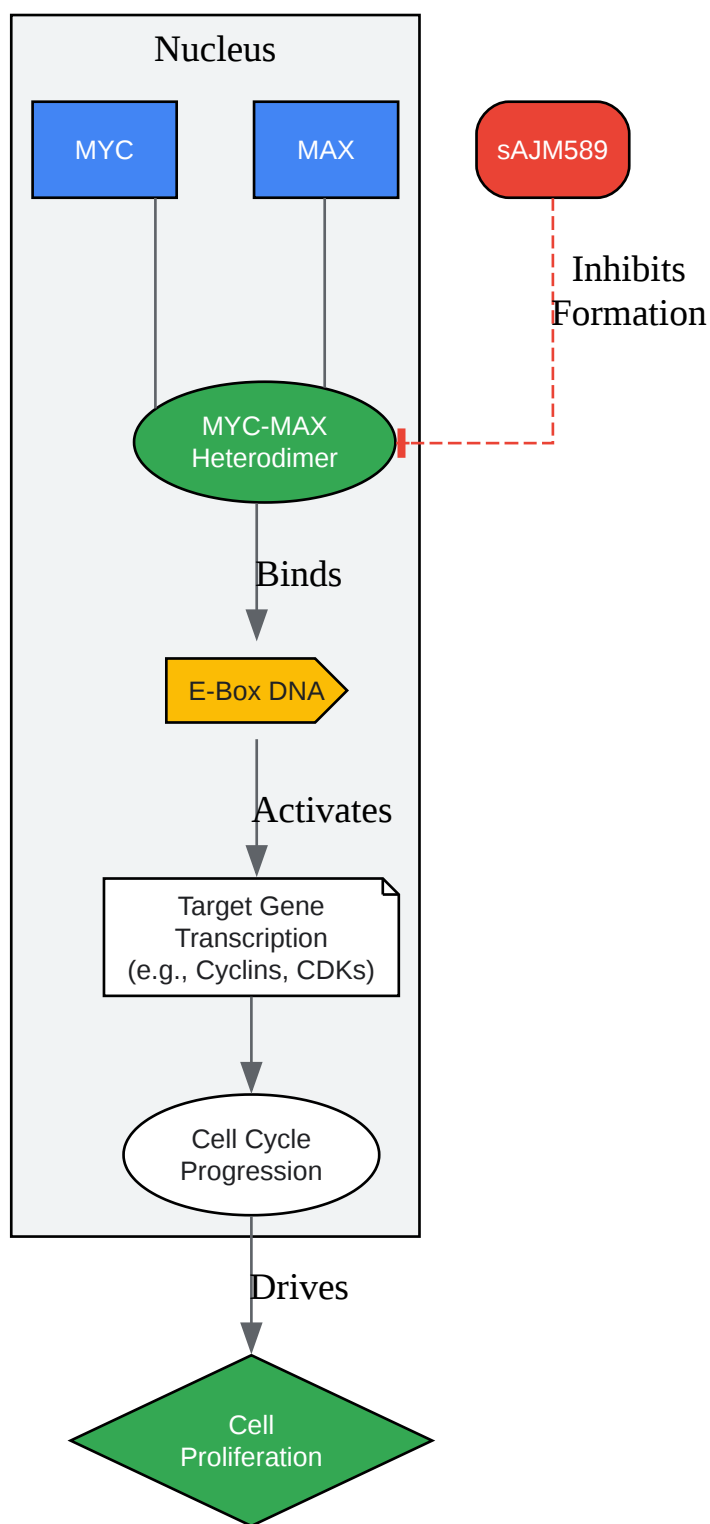 Nucleus
MYC
MAX
sAJM589
Inhibits
Formation
MYC-MAX
Heterodimer
Binds
E-Box DNA
Activates
Target Gene
Transcription
(e.g., Cyclins, CDKs)
Cell Cycle
Progression
Drives
Cell
Proliferation